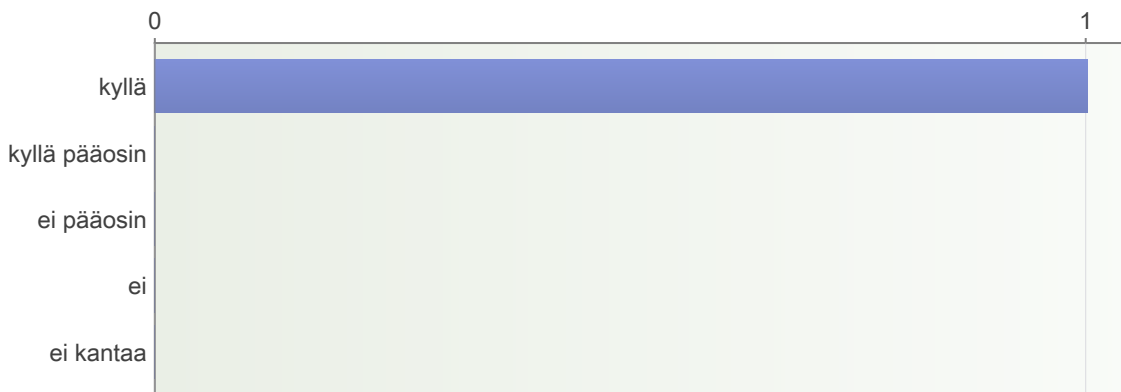 0 1
kyllä
kyllä pääosin
ei pääosin
ei
ei kantaa